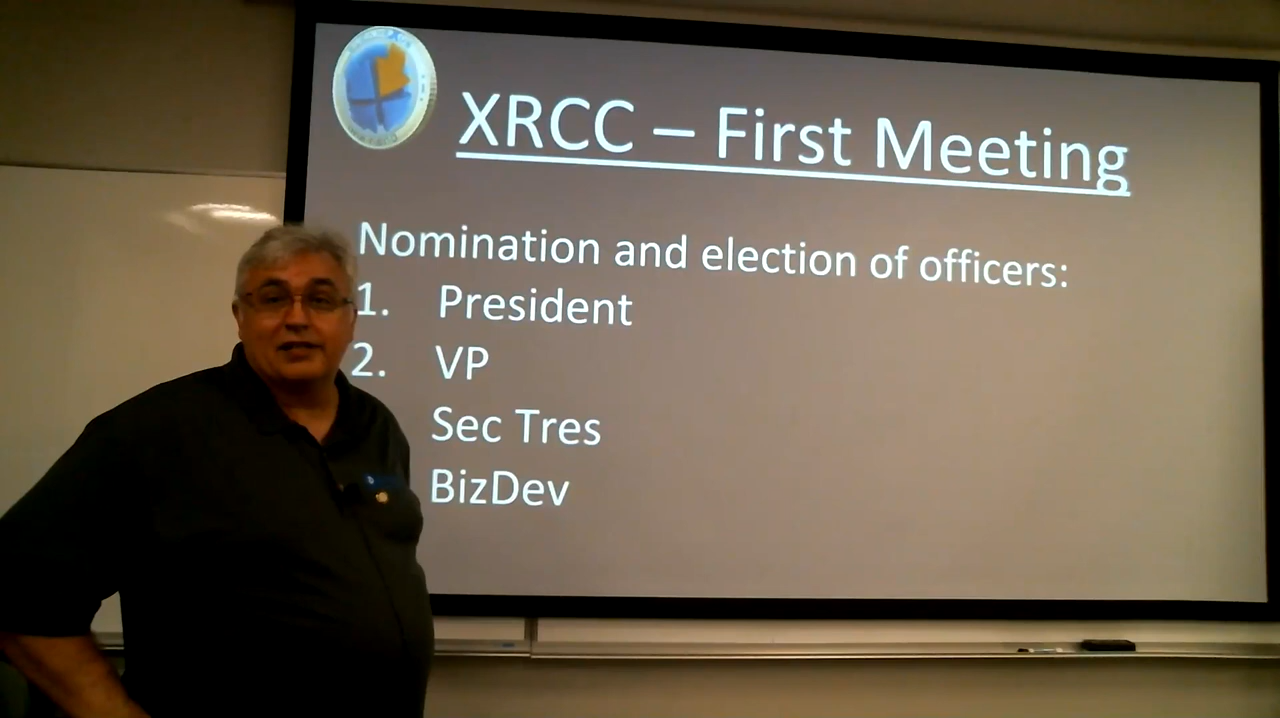 XRCC – First Meeting
Nomination and election of officers:
1. President
2. VP
Sec Tres
BizDev